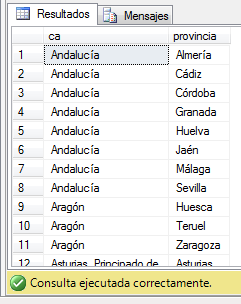 Resultados Mensajes
ca provincia
1 Andalucía Almería
2 Andalucía Cádiz
3 Andalucía Córdoba
4 Andalucía Granada
5 Andalucía Huelva
6 Andalucía Jaén
7 Andalucía Málaga
8 Andalucía Sevilla
9 Aragón Huesca
10 Aragón Teruel
11 Aragón Zaragoza
12 Asturias, Principado de Asturias
Consulta ejecutada correctamente.